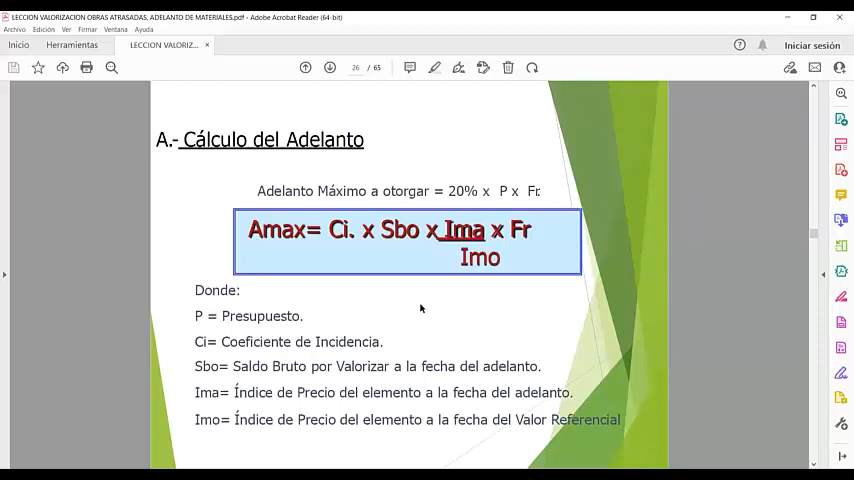 LECCION VALORIZACION OBRAS ATRASADAS, ADELANTO DE MATERIALES.pdf - Adobe Acrobat Reader (64-bit)
Archivo Edición Ver Firmar Ventana Ayuda
Inicio Herramientas LECCION VALORIZ... × Iniciar sesión
26 / 65
A.- Cálculo del Adelanto
Adelanto Máximo a otorgar = 20% x P x Fr.
Amax= Ci. x Sbo x Ima x Fr
Imo
Donde:
P = Presupuesto.
Ci= Coeficiente de Incidencia.
Sbo= Saldo Bruto por Valorizar a la fecha del adelanto.
Ima= Índice de Precio del elemento a la fecha del adelanto.
Imo= Índice de Precio del elemento a la fecha del Valor Referencial